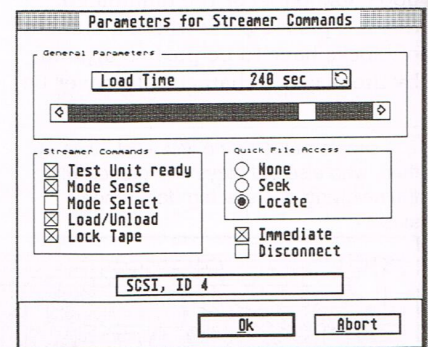 Parameters for Streamer Commands
General Parameters
Load Time 240 sec
Streamer Commands
Test Unit ready
Mode Sense
Mode Select
Load/Unload
Lock Tape
Quick File Access
None
Seek
Locate
Immediate
Disconnect
SCSI, ID 4
Ok
Abort